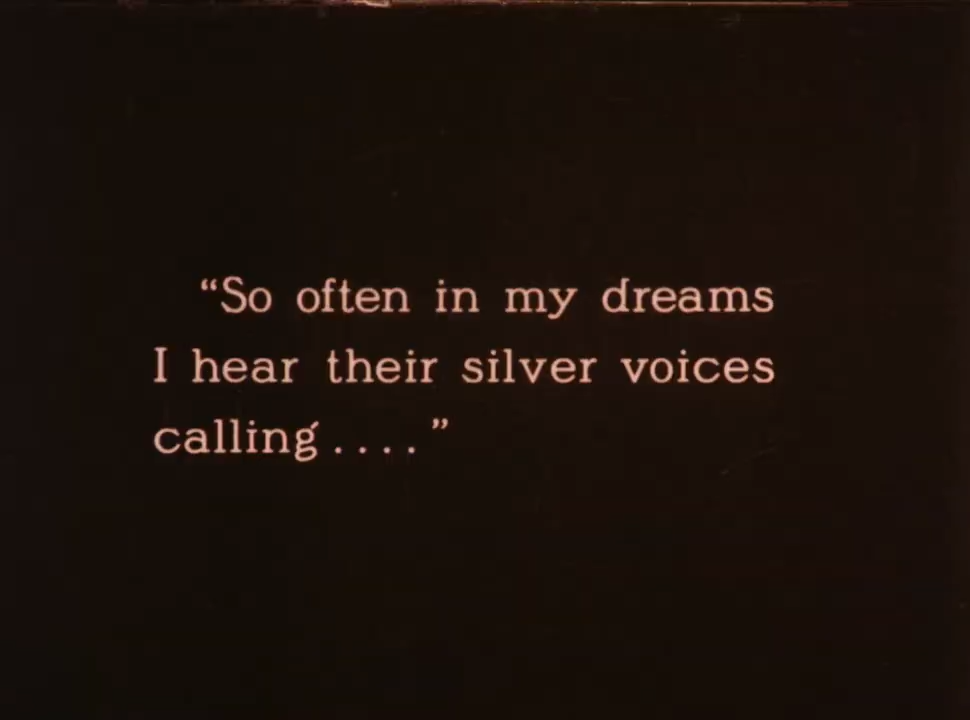 “So often in my dreams
I hear their silver voices
calling . . . . ”